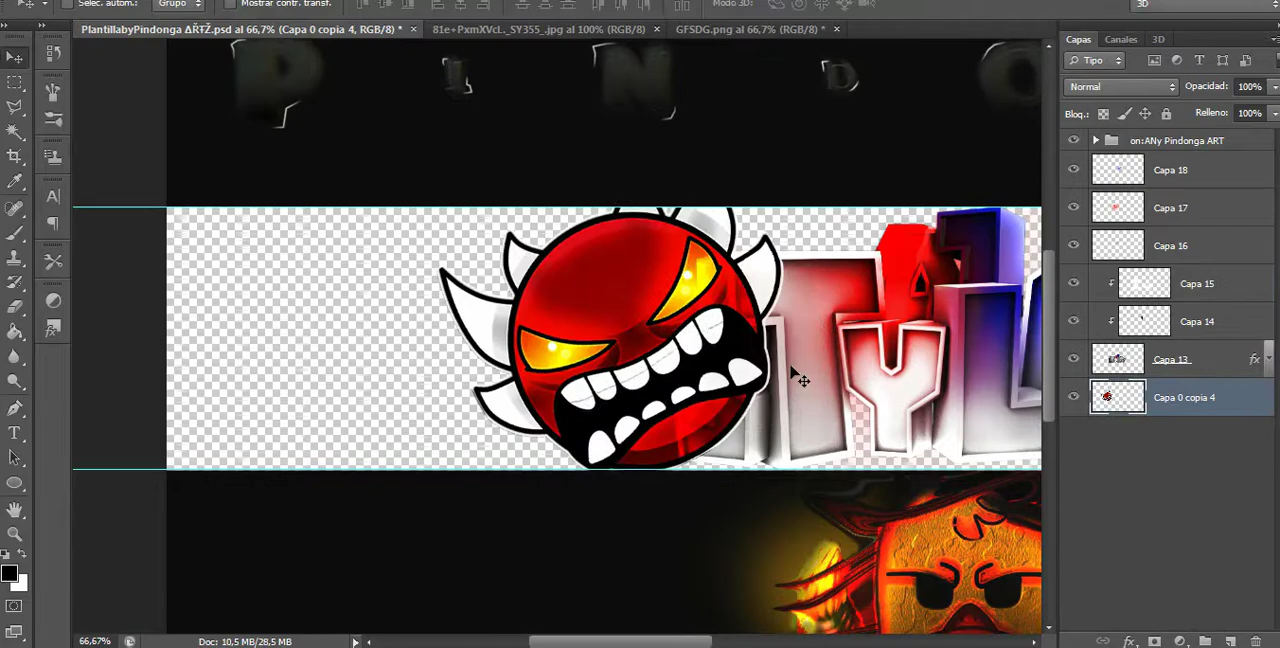 Selec. autom.: Grupo Mostrar contr. transf. Modo 3D: 3D
PlantillabyPindonga ΔŘTŽ.psd al 66,7% (Capa 0 copia 4, RGB/8) * × 81e+PxmXVcL._SY355_.jpg al 100% (RGB/8) × GFSDG.png al 66,7% (RGB/8) * ×
Capas Canales 3D
Tipo
Normal Opacidad: 100%
Bloq.: Relleno: 100%
on:ANy Pindonga ART
Capa 18
Capa 17
Capa 16
Capa 15
Capa 14
Capa 13 fx
Capa 0 copia 4
P I N D O
TyL
66,67% Doc: 10,5 MB/28,5 MB